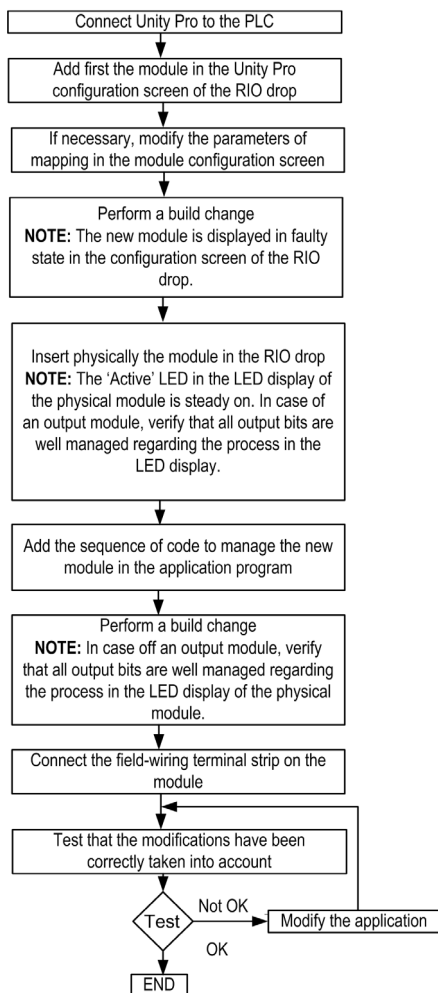 Connect Unity Pro to the PLC
Add first the module in the Unity Pro
configuration screen of the RIO drop
If necessary, modify the parameters of
mapping in the module configuration screen
Perform a build change
NOTE: The new module is displayed in faulty
state in the configuration screen of the RIO
drop.
Insert physically the module in the RIO drop
NOTE: The ‘Active’ LED in the LED display of
the physical module is steady on. In case of
an output module, verify that all output bits are
well managed regarding the process in the
LED display.
Add the sequence of code to manage the new
module in the application program
Perform a build change
NOTE: In case off an output module, verify
that all output bits are well managed regarding
the process in the LED display of the physical
module.
Connect the field-wiring terminal strip on the
module
Test that the modifications have been
correctly taken into account
Test
Not OK
Modify the application
OK
END